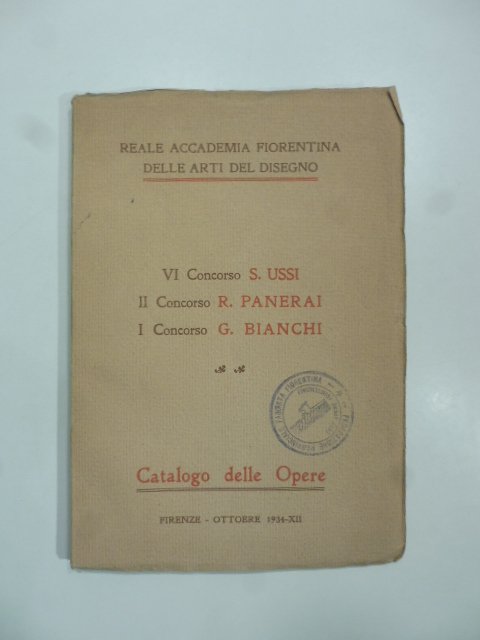 REALE ACCADEMIA FIORENTINA
DELLE ARTI DEL DISEGNO
VI Concorso S. USSI
II Concorso R. PANERAI
I Concorso G. BIANCHI
Catalogo delle Opere
FIRENZE - OTTOBRE 1934-XII
FIORENTINA